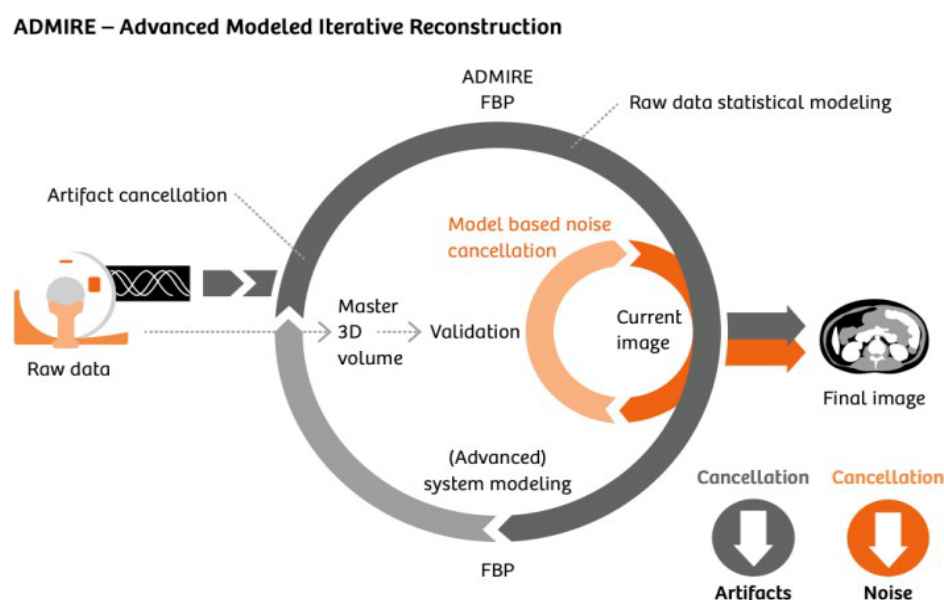 ADMIRE – Advanced Modeled Iterative Reconstruction
ADMIRE
FBP
Raw data statistical modeling
Artifact cancellation
Model based noise
cancellation
Raw data
Master
3D
volume
Validation
Current
image
Final image
(Advanced)
system modeling
FBP
Cancellation
Artifacts
Cancellation
Noise